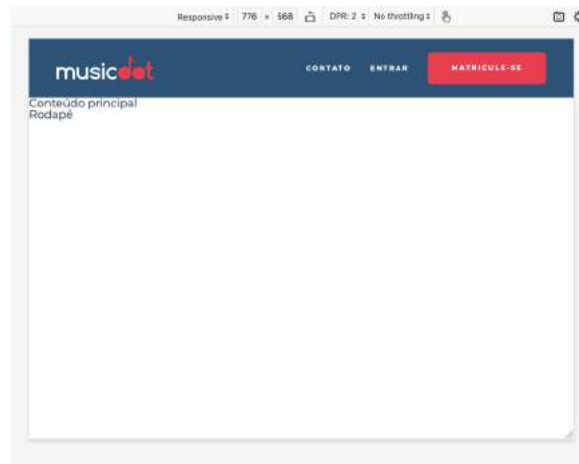 Responsive 776 × 568 DPR: 2 No throttling
musicdot CONTATO ENTRAR MATRICULE-SE
Conteúdo principal
Rodapé